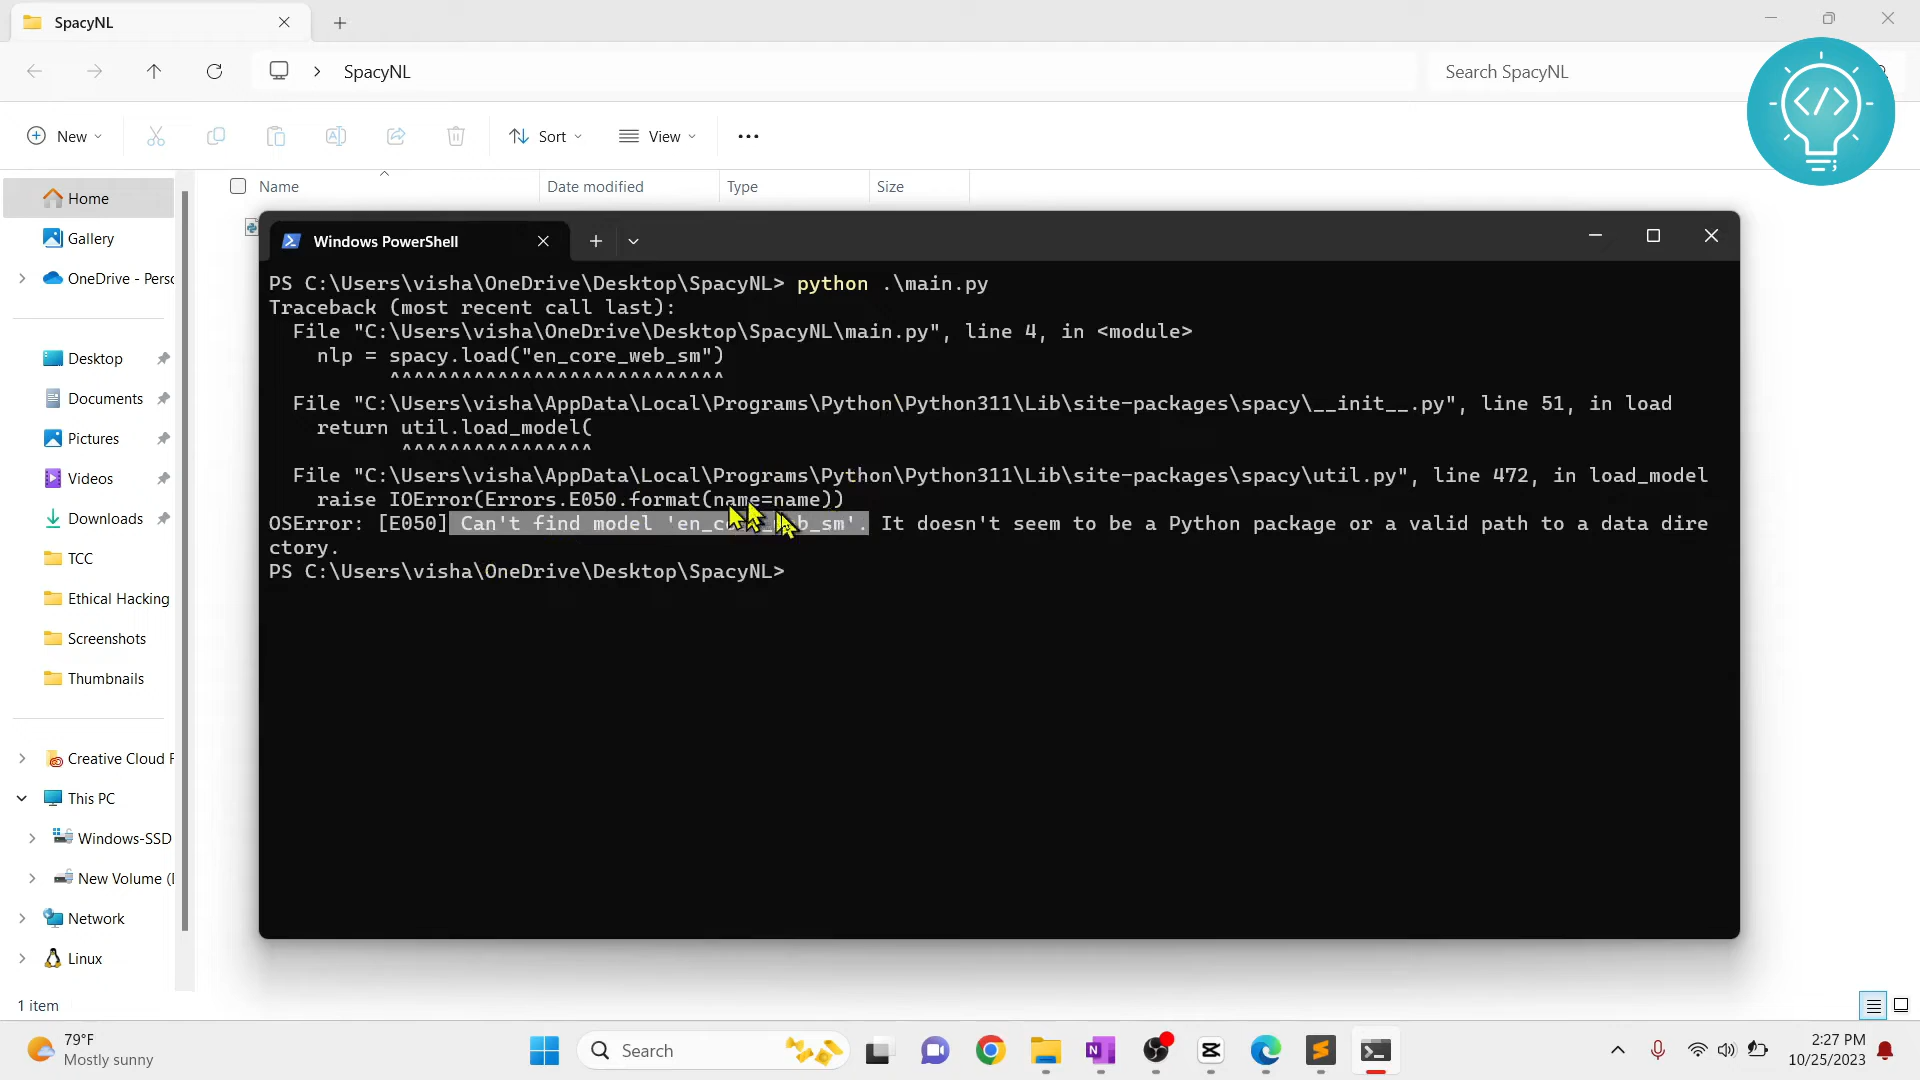 SpacyNL
SpacyNL
Search SpacyNL
New
Sort
View
Name
Date modified
Type
Size
Home
Gallery
OneDrive - Perso
Desktop
Documents
Pictures
Videos
Downloads
TCC
Ethical Hacking
Screenshots
Thumbnails
Creative Cloud F
This PC
Windows-SSD
New Volume (
Network
Linux
1 item
</>
Windows PowerShell
PS C:\Users\visha\OneDrive\Desktop\SpacyNL> python .\main.py
Traceback (most recent call last):
File "C:\Users\visha\OneDrive\Desktop\SpacyNL\main.py", line 4, in <module>
nlp = spacy.load("en_core_web_sm")
^^^^^^^^^^^^^^^^^^^^^^^^^^^^
File "C:\Users\visha\AppData\Local\Programs\Python\Python311\Lib\site-packages\spacy\__init__.py", line 51, in load
return util.load_model(
^^^^^^^^^^^^^^^^
File "C:\Users\visha\AppData\Local\Programs\Python\Python311\Lib\site-packages\spacy\util.py", line 472, in load_model
raise IOError(Errors.E050.format(name=name))
OSError: [E050] Can't find model 'en_core_web_sm'. It doesn't seem to be a Python package or a valid path to a data dire
ctory.
PS C:\Users\visha\OneDrive\Desktop\SpacyNL>
79°F
Mostly sunny
Search
2:27 PM
10/25/2023